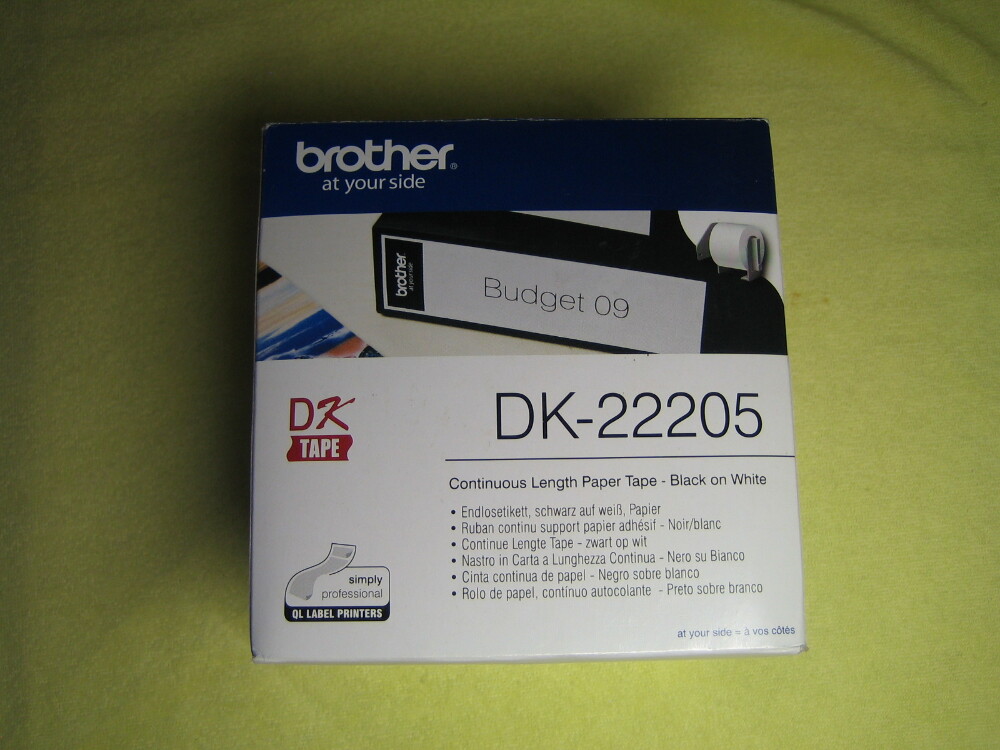 brother®
at your side
brother
at your side
Budget 09
DK
TAPE
DK-22205
Continuous Length Paper Tape - Black on White
• Endlosetikett, schwarz auf weiß, Papier
• Ruban continu support papier adhésif - Noir/blanc
• Continue Lengte Tape - zwart op wit
• Nastro in Carta a Lunghezza Continua - Nero su Bianco
• Cinta continua de papel - Negro sobre blanco
• Rolo de papel, contínuo autocolante - Preto sobre branco
simply
professional
QL LABEL PRINTERS
at your side = à vos côtés